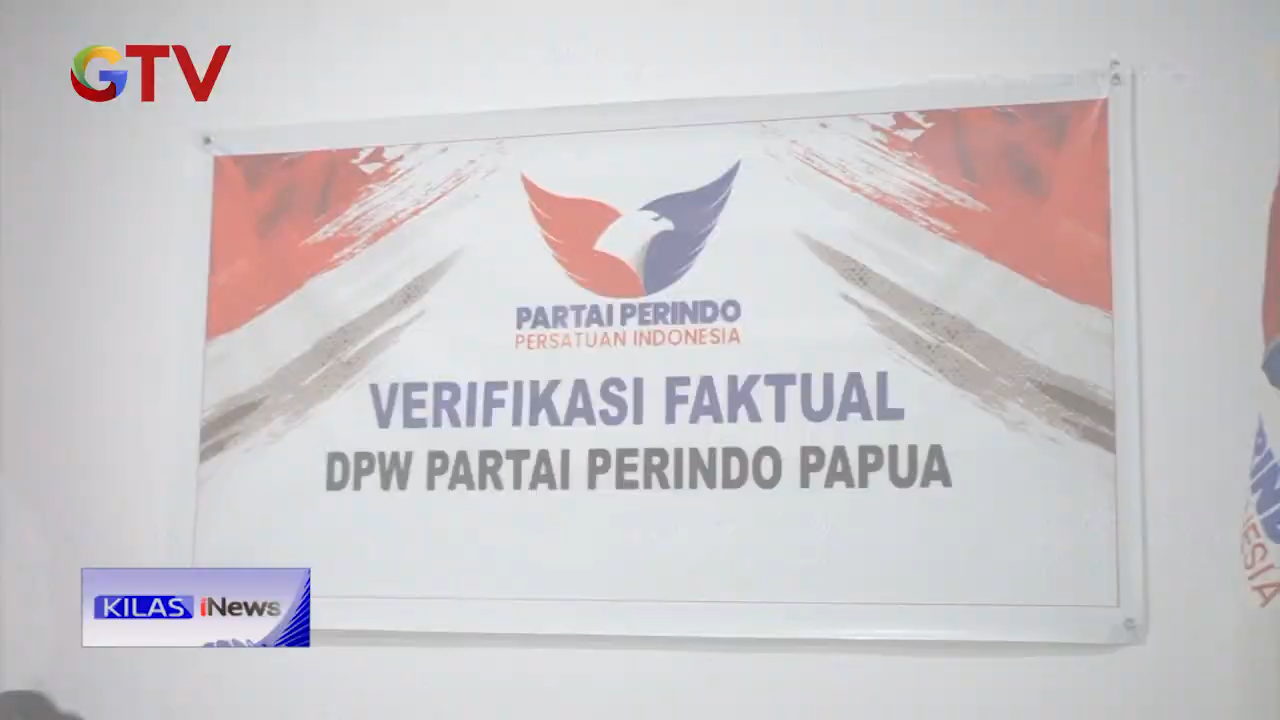 GTV
PARTAI PERINDO
PERSATUAN INDONESIA
VERIFIKASI FAKTUAL
DPW PARTAI PERINDO PAPUA
KILAS iNews